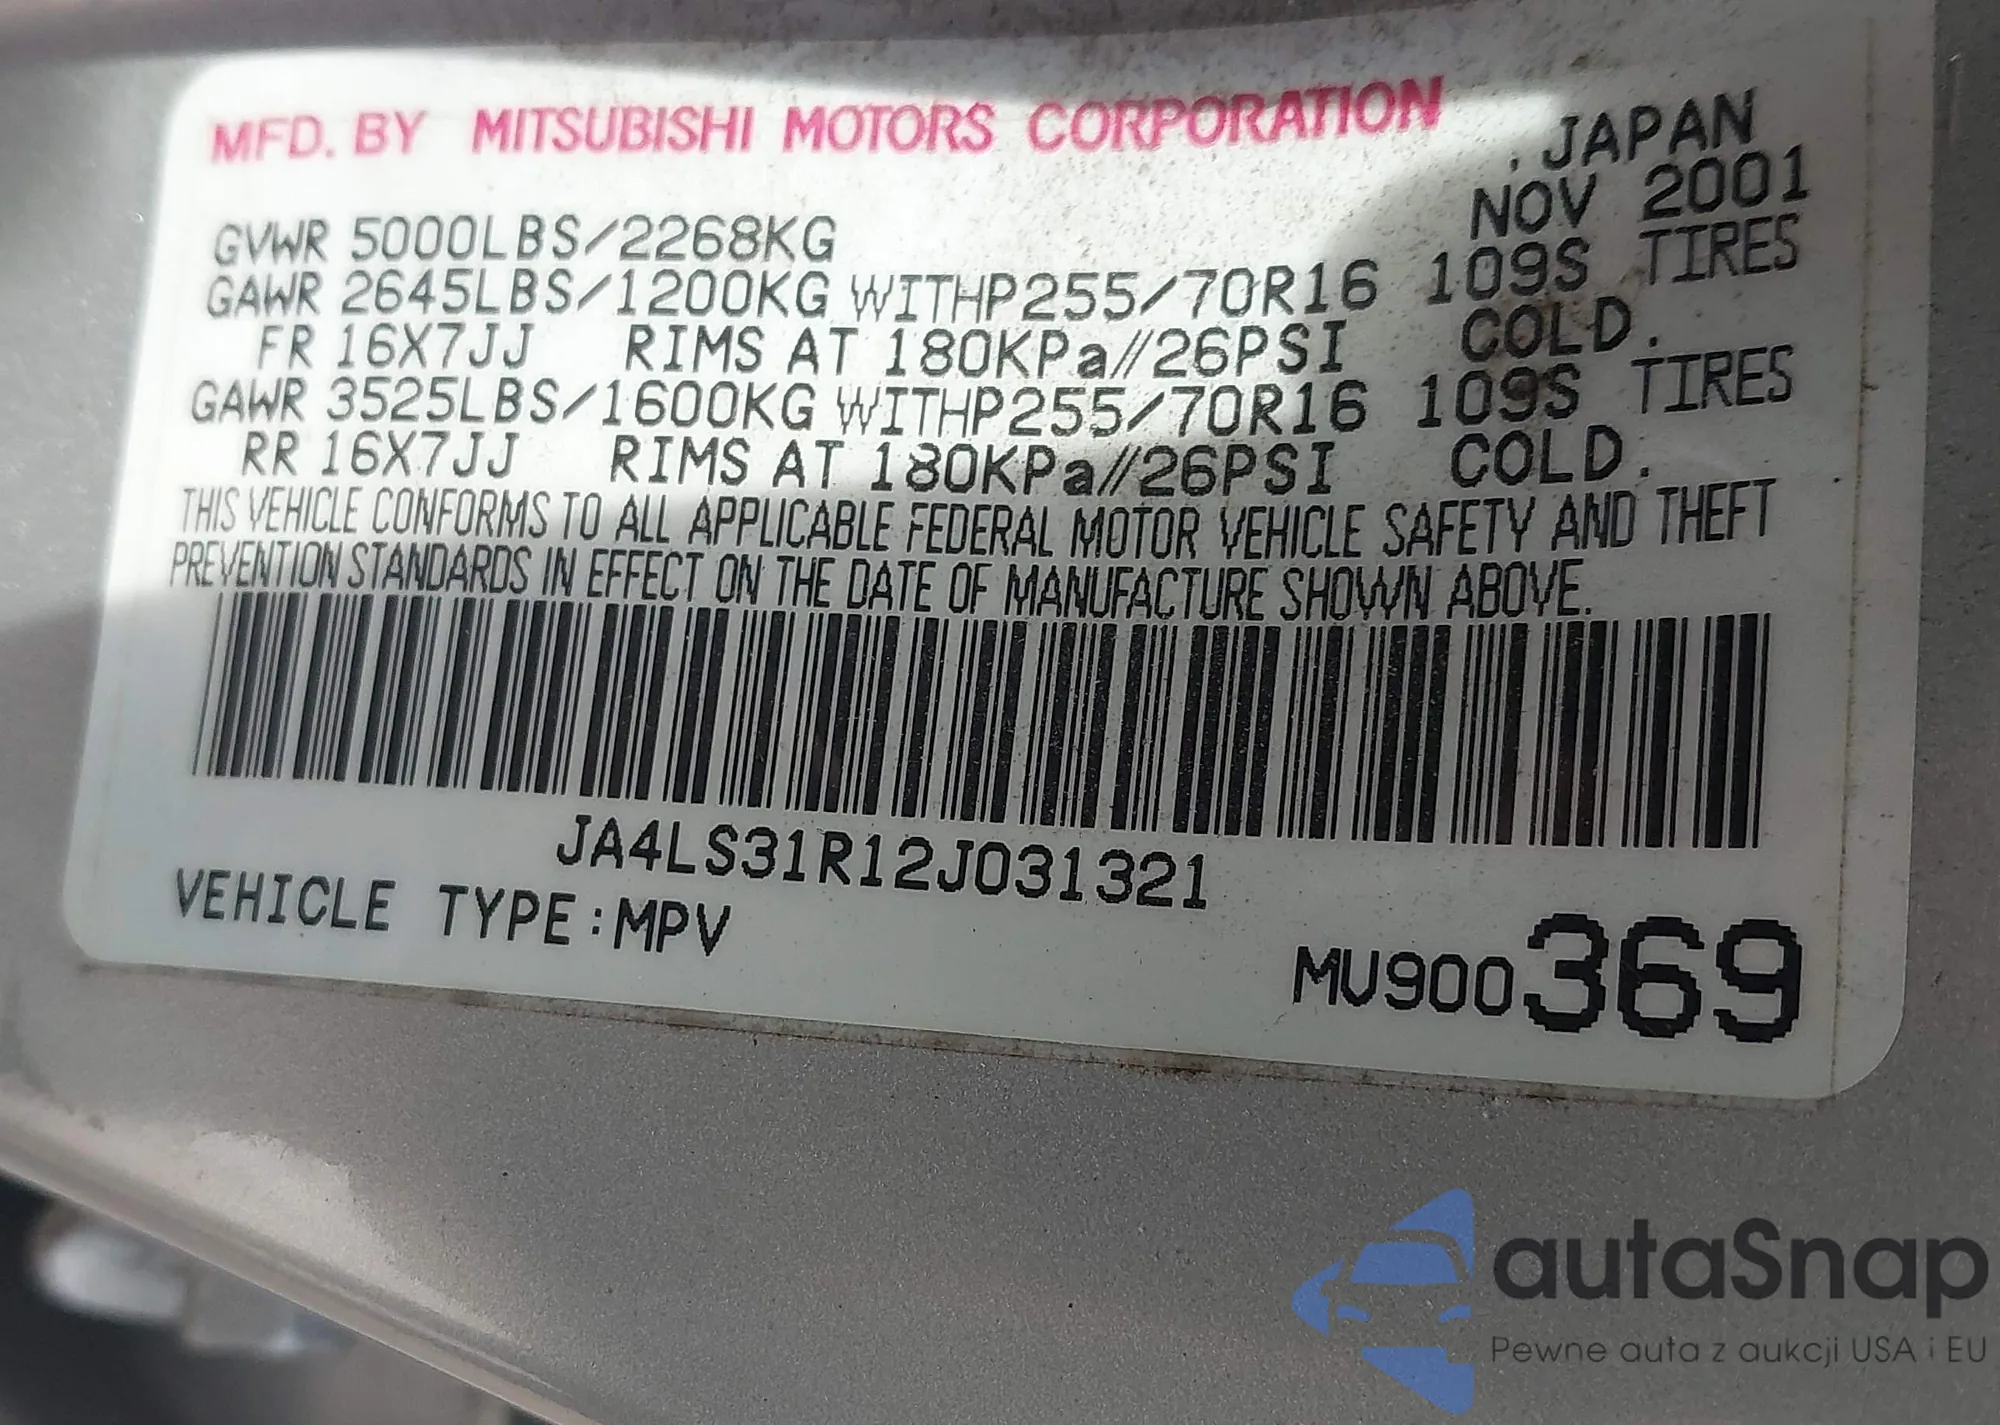 MFD. BY MITSUBISHI MOTORS CORPORATION
, JAPAN
NOV 2001
GVWR 5000LBS/2268KG
GAWR 2645LBS/1200KG WITHP255/70R16 109S TIRES
FR 16X7JJ RIMS AT 180KPa//26PSI COLD.
GAWR 3525LBS/1600KG WITHP255/70R16 109S TIRES
RR 16X7JJ RIMS AT 180KPa//26PSI COLD.
THIS VEHICLE CONFORMS TO ALL APPLICABLE FEDERAL MOTOR VEHICLE SAFETY AND THEFT
PREVENTION STANDARDS IN EFFECT ON THE DATE OF MANUFACTURE SHOWN ABOVE.
JA4LS31R12J031321
VEHICLE TYPE:MPV
MU900369
autaSnap
Pewne auta z aukcji USA i EU